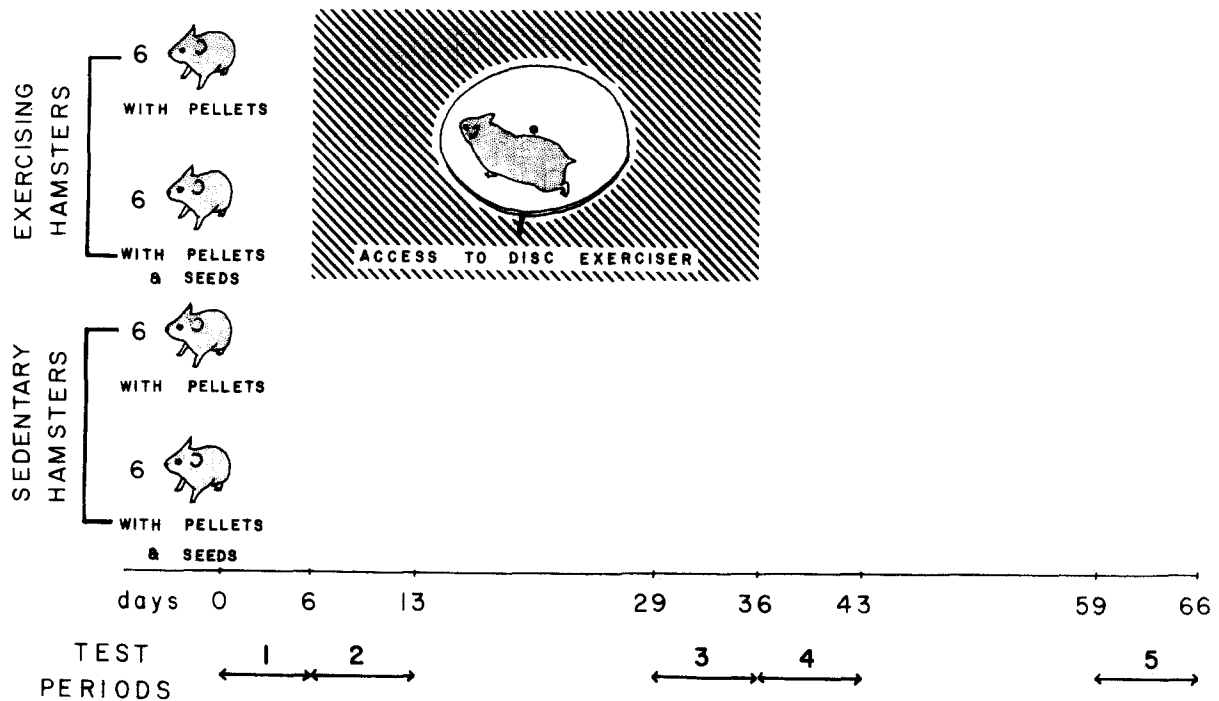 EXERCISING
HAMSTERS
6
WITH PELLETS
6
WITH PELLETS
& SEEDS
ACCESS TO DISC EXERCISER
SEDENTARY
HAMSTERS
6
WITH PELLETS
6
WITH PELLETS
& SEEDS
days 0 6 13 29 36 43 59 66
TEST
PERIODS
1 2 3 4 5